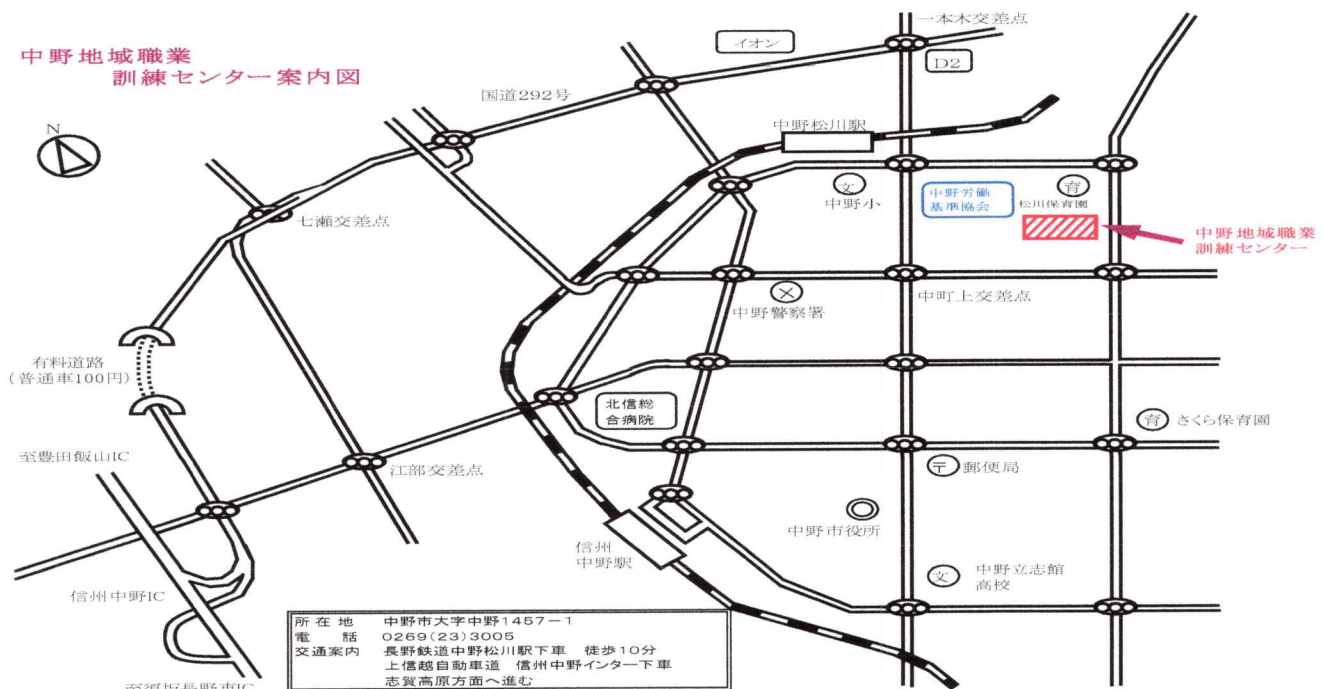 中野地域職業
訓練センター案内図
N
一本木交差点
イオン
D2
国道292号
中野松川駅
文
中野小
中野労働
基準協会
育
松川保育園
中野地域職業
訓練センター
七瀬交差点
中野警察署
中町上交差点
有料道路
(普通車100円)
北信総
合病院
育 さくら保育園
至豊田飯山IC
江部交差点
〒 郵便局
中野市役所
信州
中野駅
文 中野立志館
高校
信州中野IC
所在地 中野市大字中野1457-1
電話 0269(23)3005
交通案内 長野鉄道中野松川駅下車 徒歩10分
上信越自動車道 信州中野インター下車
志賀高原方面へ進む
至須坂長野東IC